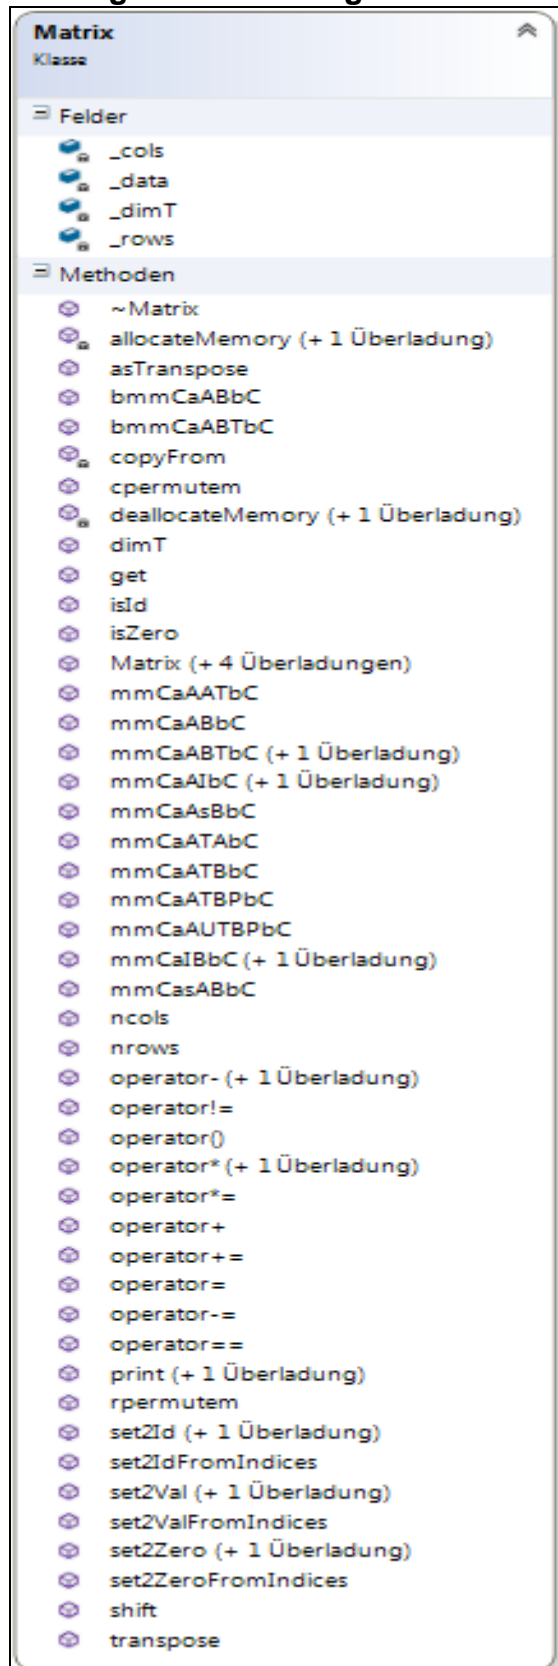 Matrix
Klasse
Felder
_cols
_data
_dimT
_rows
Methoden
~Matrix
allocateMemory (+ 1 Überladung)
asTranspose
bmmCaABbC
bmmCaABTbC
copyFrom
cpermutem
deallocateMemory (+ 1 Überladung)
dimT
get
isId
isZero
Matrix (+ 4 Überladungen)
mmCaAATbC
mmCaABbC
mmCaABTbC (+ 1 Überladung)
mmCaAIbC (+ 1 Überladung)
mmCaAsBbC
mmCaATAbC
mmCaATBbC
mmCaATBPbC
mmCaAUTBPbC
mmCaIBbC (+ 1 Überladung)
mmCasABbC
ncols
nrows
operator- (+ 1 Überladung)
operator!=
operator()
operator* (+ 1 Überladung)
operator*=
operator+
operator+=
operator=
operator-=
operator==
print (+ 1 Überladung)
rpermutem
set2Id (+ 1 Überladung)
set2IdFromIndices
set2Val (+ 1 Überladung)
set2ValFromIndices
set2Zero (+ 1 Überladung)
set2ZeroFromIndices
shift
transpose